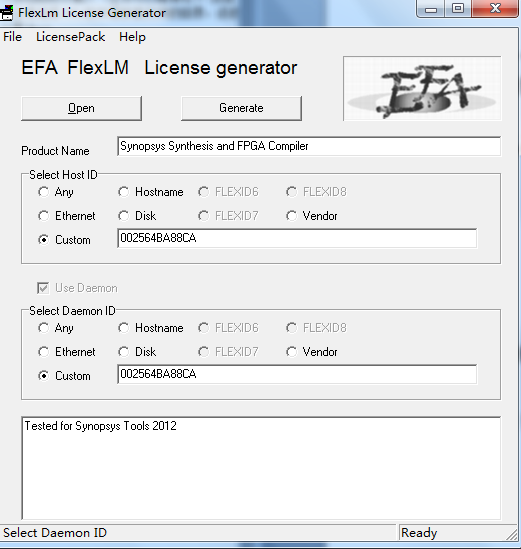 FlexLm License Generator
File LicensePack Help
EFA FlexLM License generator
EFA
Open Generate
Product Name Synopsys Synthesis and FPGA Compiler
Select Host ID
Any Hostname FLEXID6 FLEXID8
Ethernet Disk FLEXID7 Vendor
Custom 002564BA88CA
Use Daemon
Select Daemon ID
Any Hostname FLEXID6 FLEXID8
Ethernet Disk FLEXID7 Vendor
Custom 002564BA88CA
Tested for Synopsys Tools 2012
Select Daemon ID Ready